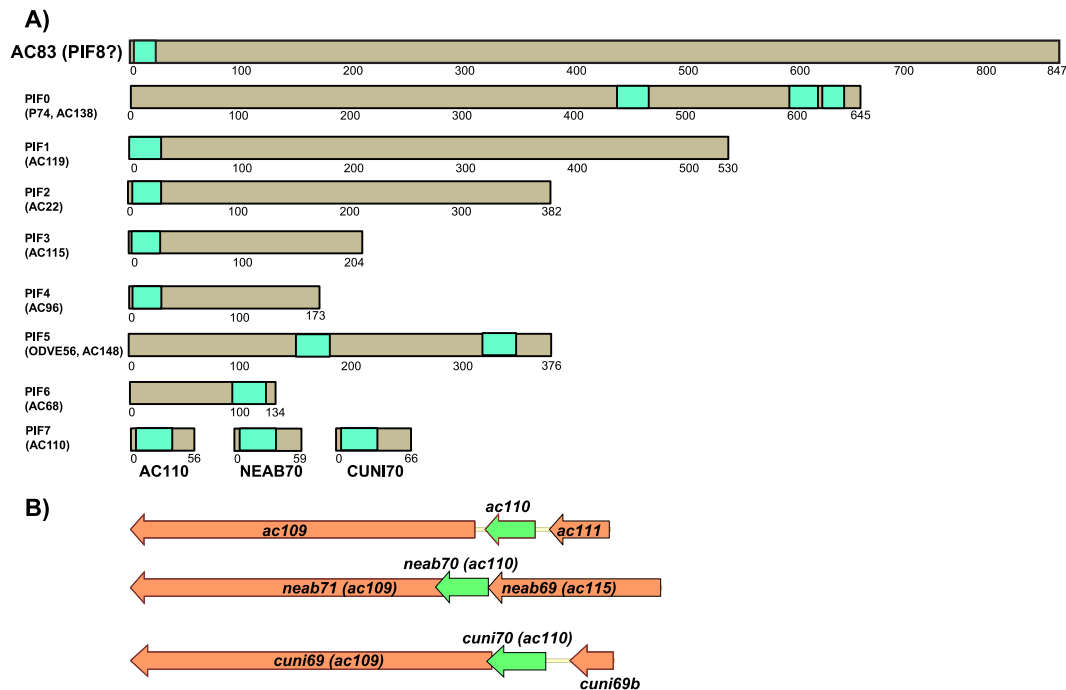 A)
AC83 (PIF8?)
0 100 200 300 400 500 600 700 800 847
PIF0
(P74, AC138)
0 100 200 300 400 500 600 645
PIF1
(AC119)
0 100 200 300 400 500 530
PIF2
(AC22)
0 100 200 300 382
PIF3
(AC115)
0 100 204
PIF4
(AC96)
0 100 173
PIF5
(ODVE56, AC148)
0 100 200 300 376
PIF6
(AC68)
0 100 134
PIF7
(AC110)
0 56 0 59 0 66
AC110 NEAB70 CUNI70
B)
ac110
ac109 ac111
neab70 (ac110)
neab71 (ac109) neab69 (ac115)
cuni70 (ac110)
cuni69 (ac109)
cuni69b